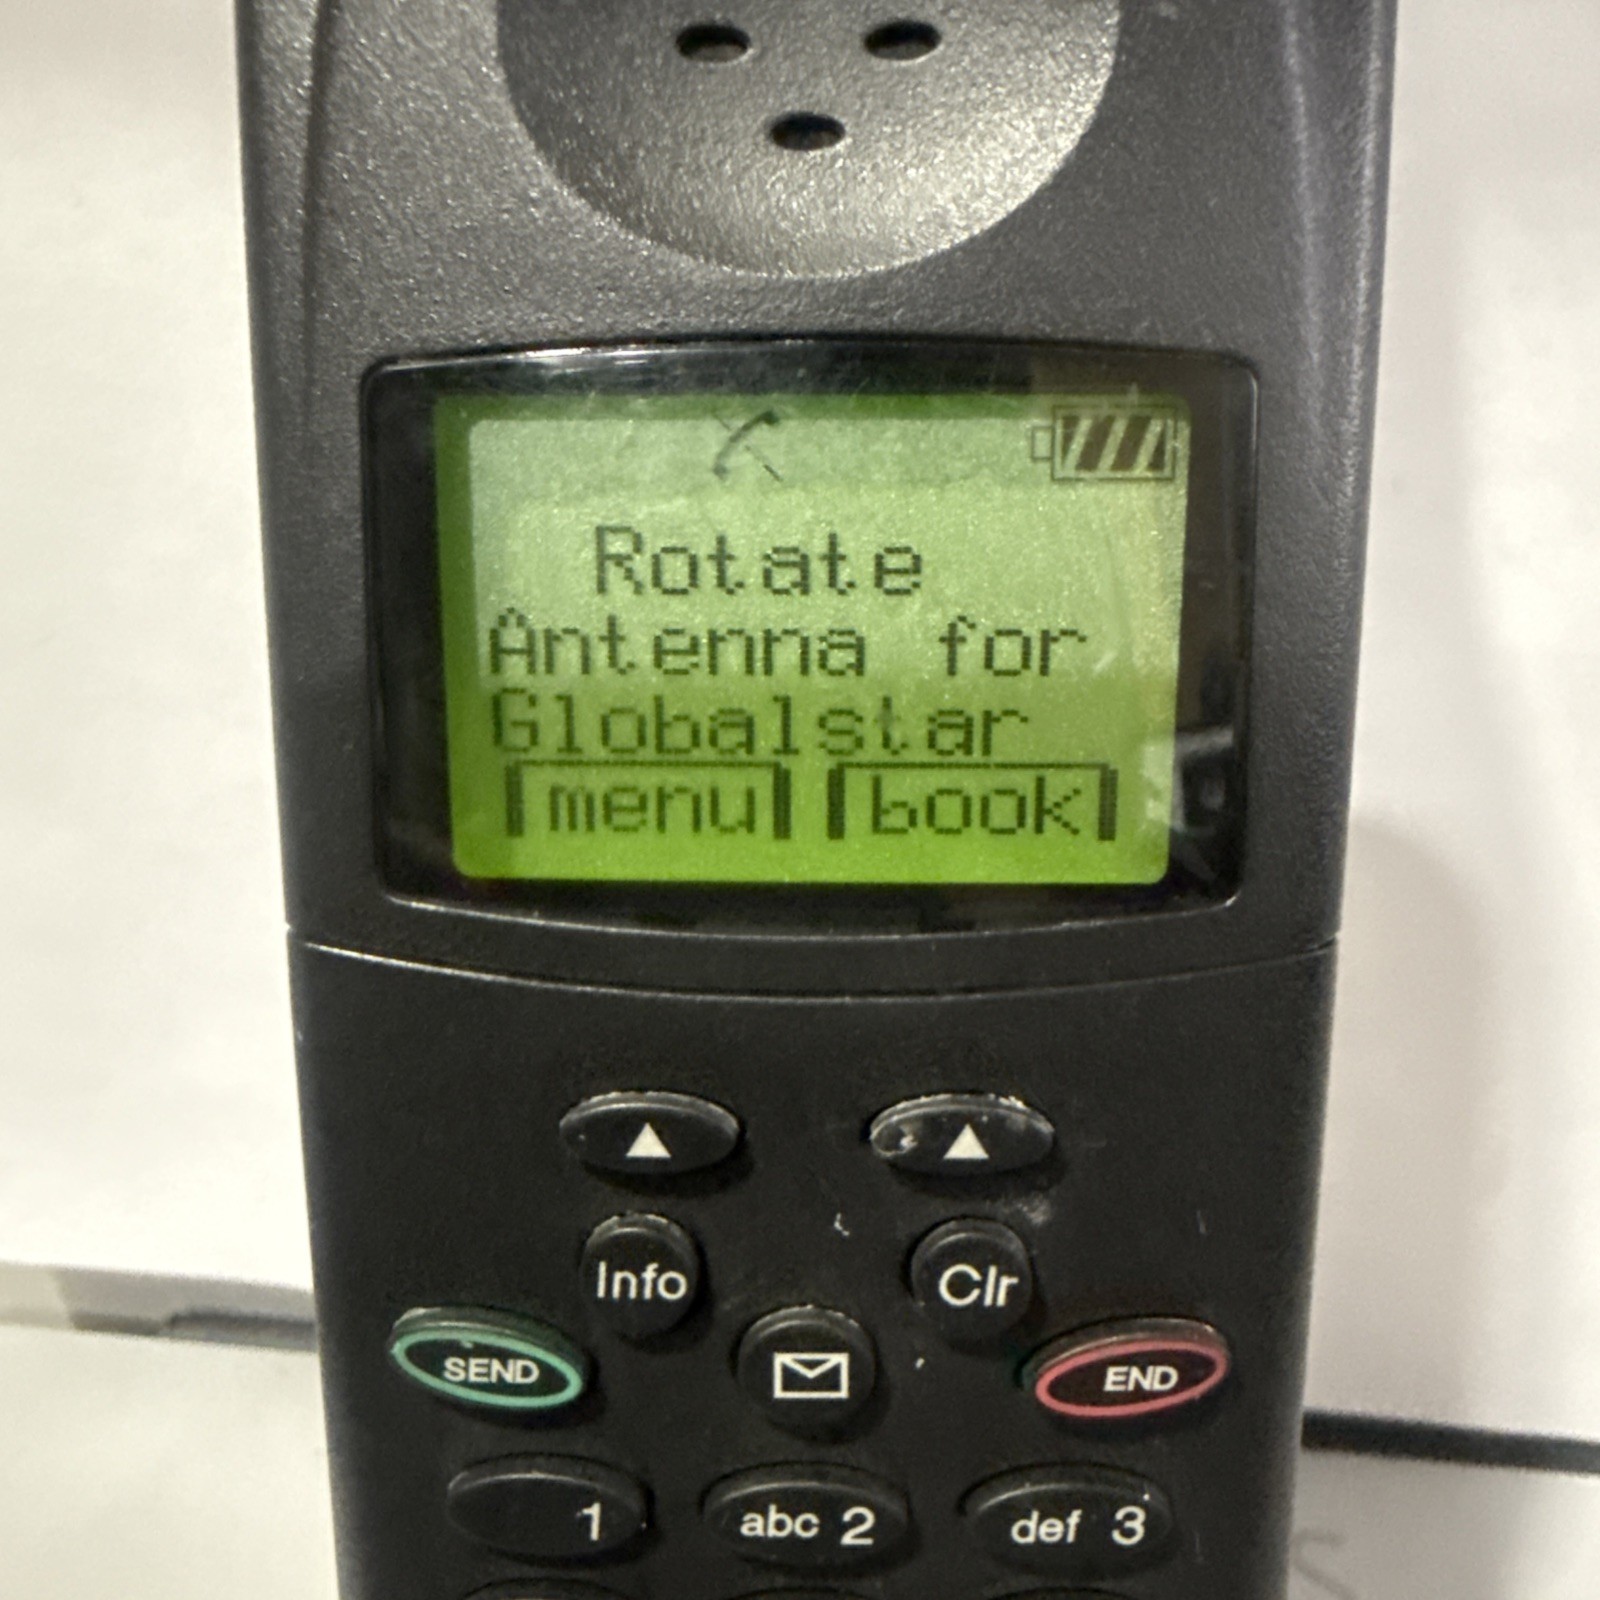 Rotate
Antenna for
Globalstar
menu book
Info Clr
SEND END
1 abc 2 def 3